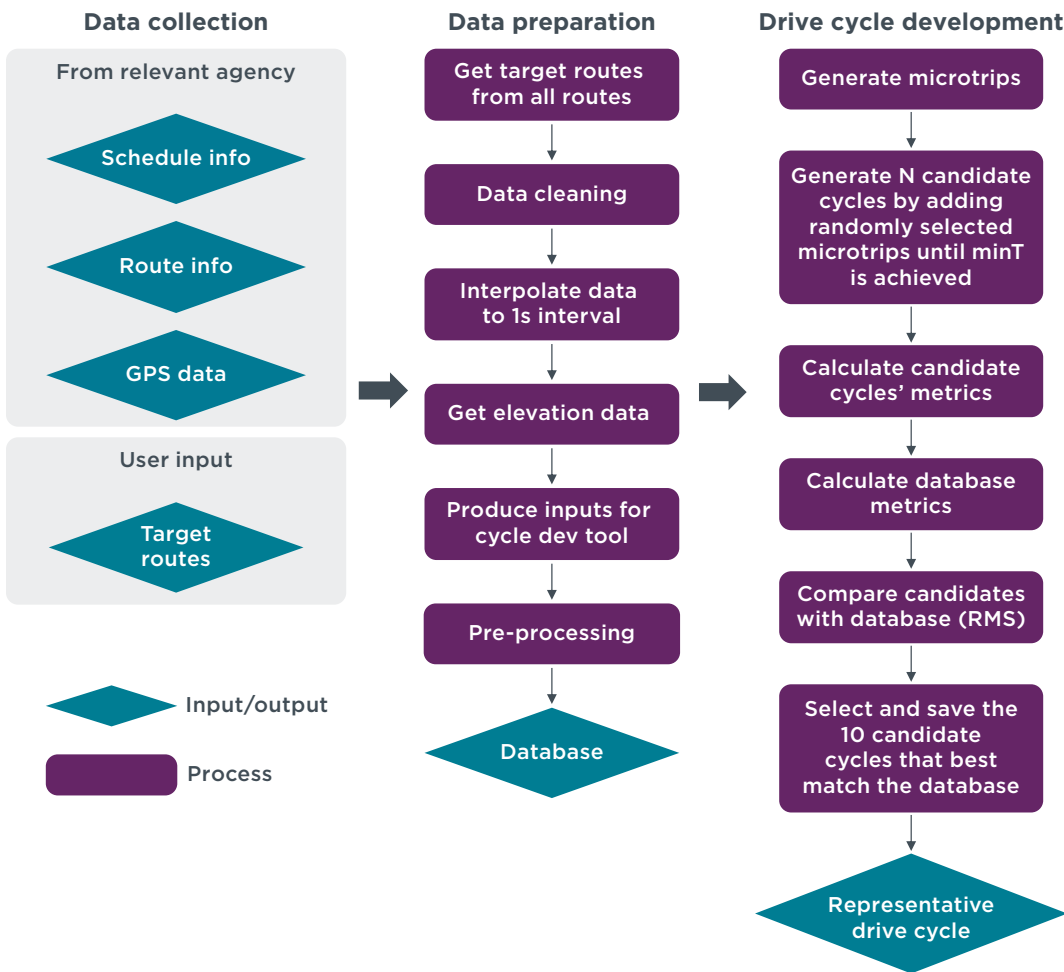 Data collection
From relevant agency
Schedule info
Route info
GPS data
User input
Target
routes
Input/output
Process
Data preparation
Get target routes
from all routes
Data cleaning
Interpolate data
to 1s interval
Get elevation data
Produce inputs for
cycle dev tool
Pre-processing
Database
Drive cycle development
Generate microtrips
Generate N candidate
cycles by adding
randomly selected
microtrips until minT
is achieved
Calculate candidate
cycles’ metrics
Calculate database
metrics
Compare candidates
with database (RMS)
Select and save the
10 candidate
cycles that best
match the database
Representative
drive cycle